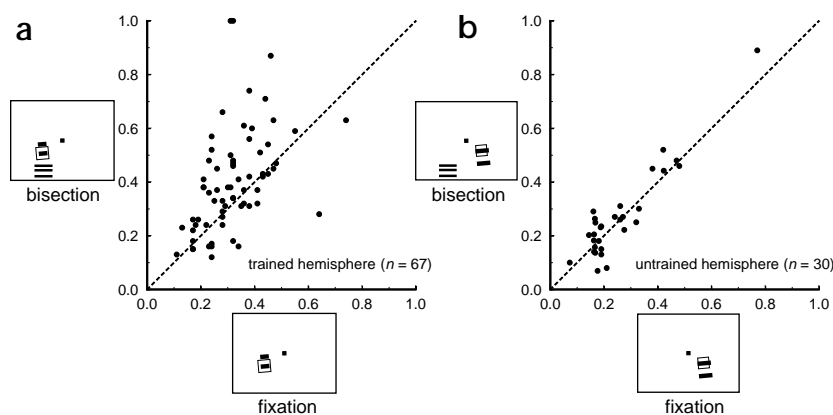 a
1.0
0.8
0.6
0.4
0.2
0.0
bisection
trained hemisphere (n = 67)
0.0 0.2 0.4 0.6 0.8 1.0
fixation
b
1.0
0.8
0.6
0.4
0.2
0.0
bisection
untrained hemisphere (n = 30)
0.0 0.2 0.4 0.6 0.8 1.0
fixation